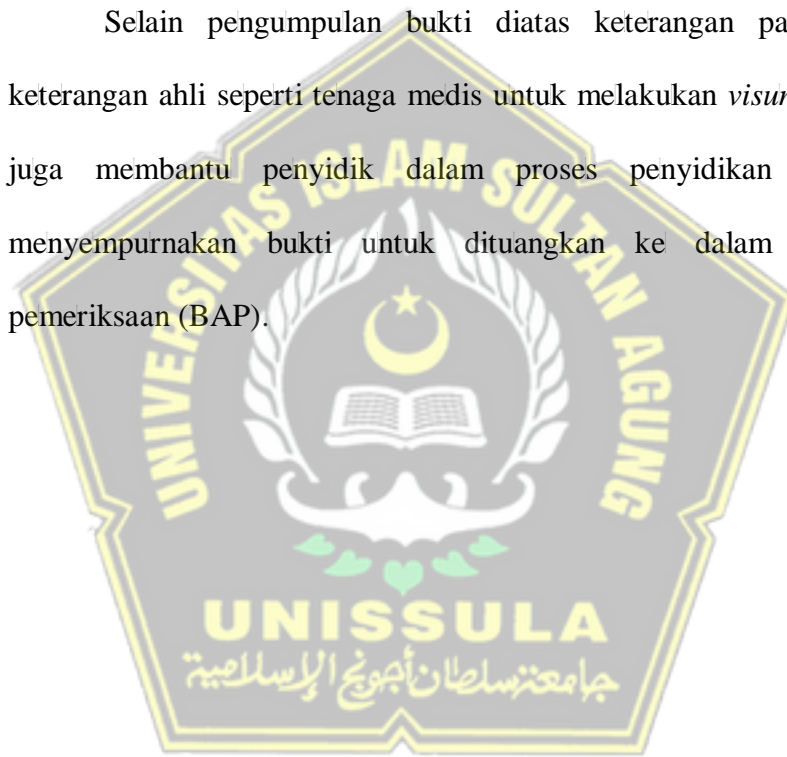 Selain pengumpulan bukti diatas keterangan pa
keterangan ahli seperti tenaga medis untuk melakukan visur
juga membantu penyidik dalam proses penyidikan
menyempurnakan bukti untuk dituangkan ke dalam
pemeriksaan (BAP).
UNIVERSITAS ISLAM SULTAN AGUNG
UNISSULA
جامعة سلطان أجونج الإسلامية